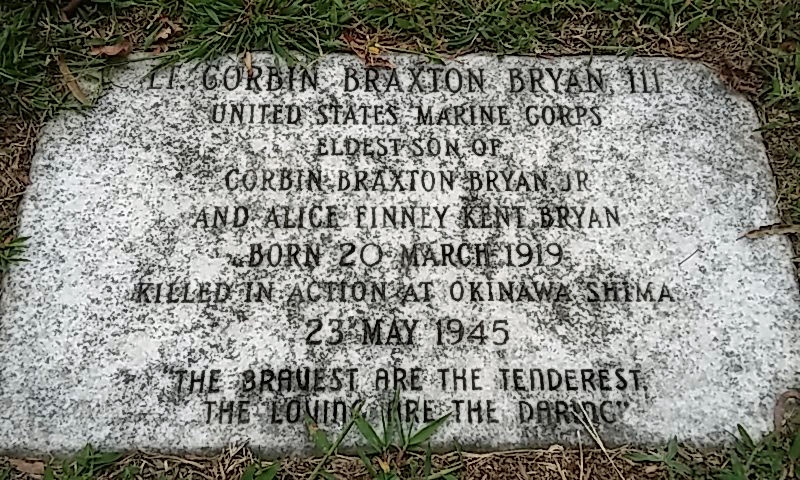 LT. CORBIN BRAXTON BRYAN, III
UNITED STATES MARINE CORPS
ELDEST SON OF
CORBIN BRAXTON BRYAN, JR
AND ALICE FINNEY KENT BRYAN
BORN 20 MARCH 1919
KILLED IN ACTION AT OKINAWA SHIMA
23 MAY 1945
"THE BRAVEST ARE THE TENDEREST,
THE LOVING ARE THE DARING"